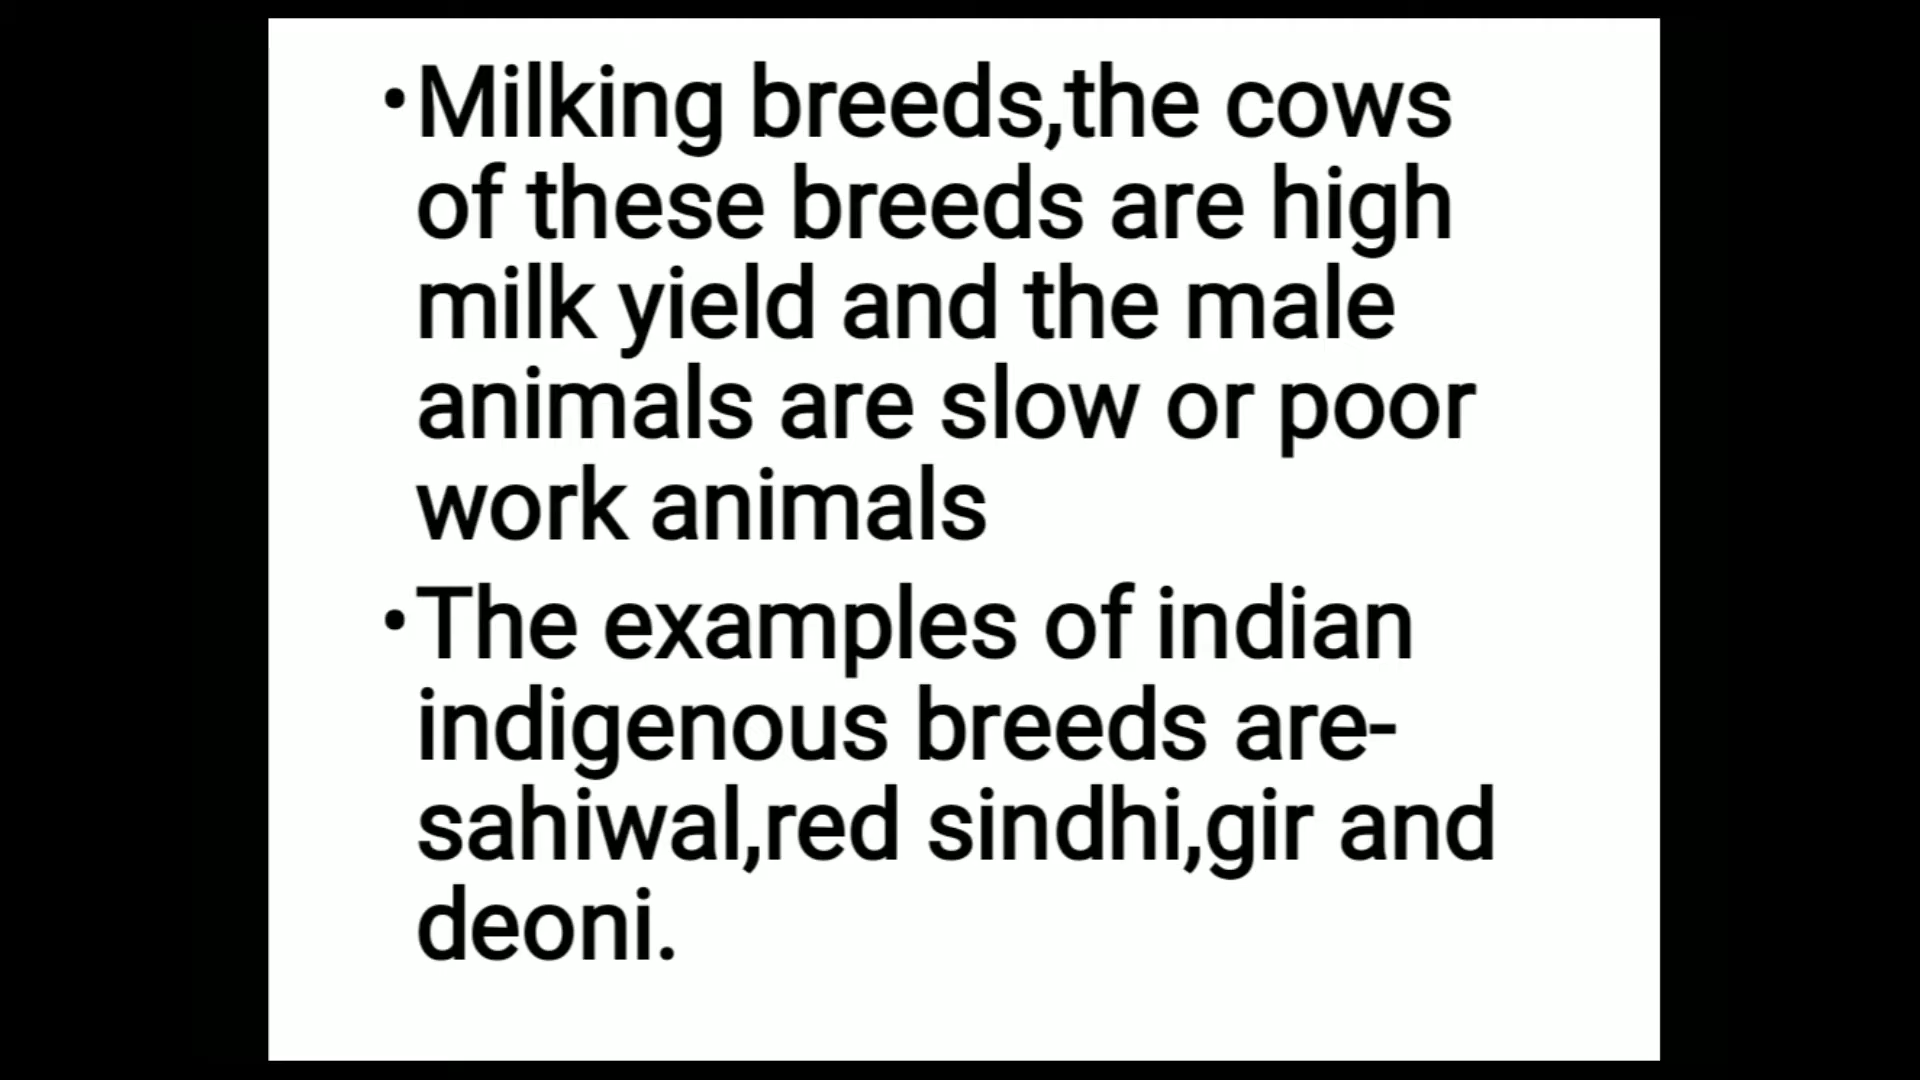 •Milking breeds,the cows
of these breeds are high
milk yield and the male
animals are slow or poor
work animals
•The examples of indian
indigenous breeds are-
sahiwal,red sindhi,gir and
deoni.